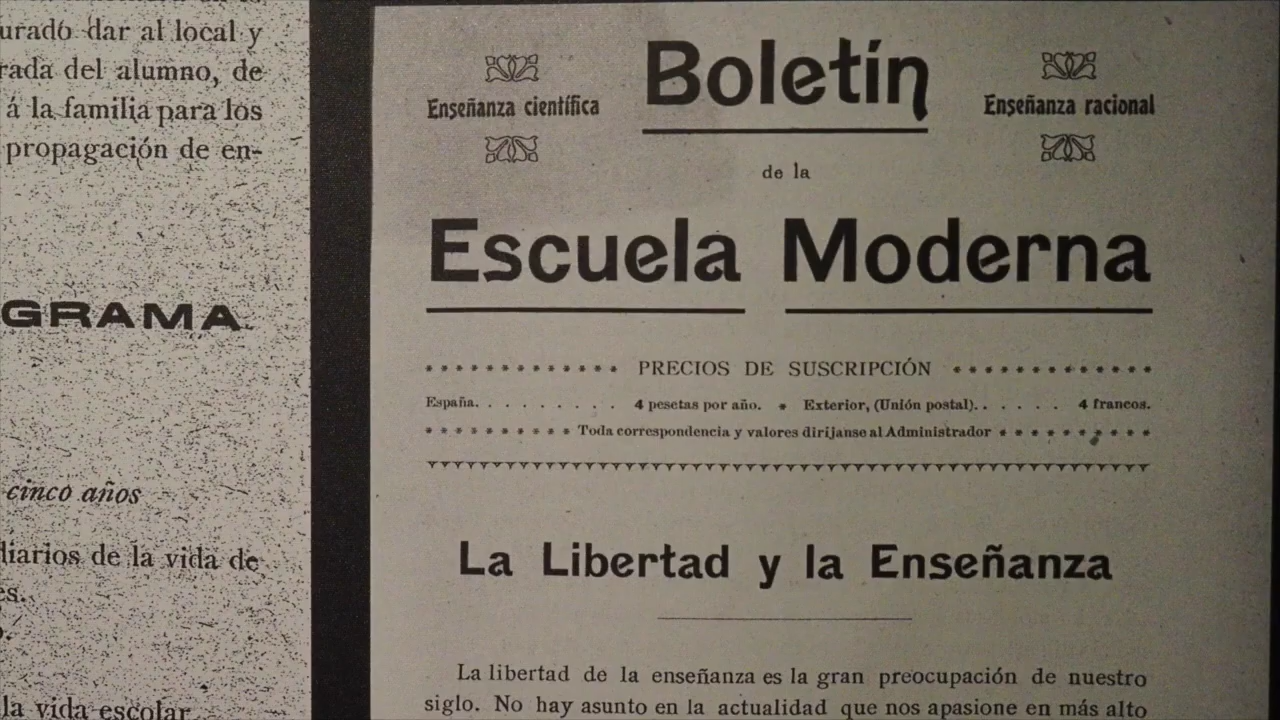 urado dar al local y
rada del alumno, de
á la familia para los
propagación de en-
GRAMA
cinco años
diarios de la vida de
es.
la vida escolar
Boletín
Enseñanza científica
Enseñanza racional
de la
Escuela Moderna
PRECIOS DE SUSCRIPCIÓN
España. . . . . . . . . 4 pesetas por año. * Exterior, (Unión postal). . . . . . 4 francos.
Toda correspondencia y valores diríjanse al Administrador
La Libertad y la Enseñanza
La libertad de la enseñanza es la gran preocupación de nuestro
siglo. No hay asunto en la actualidad que nos apasione en más alto